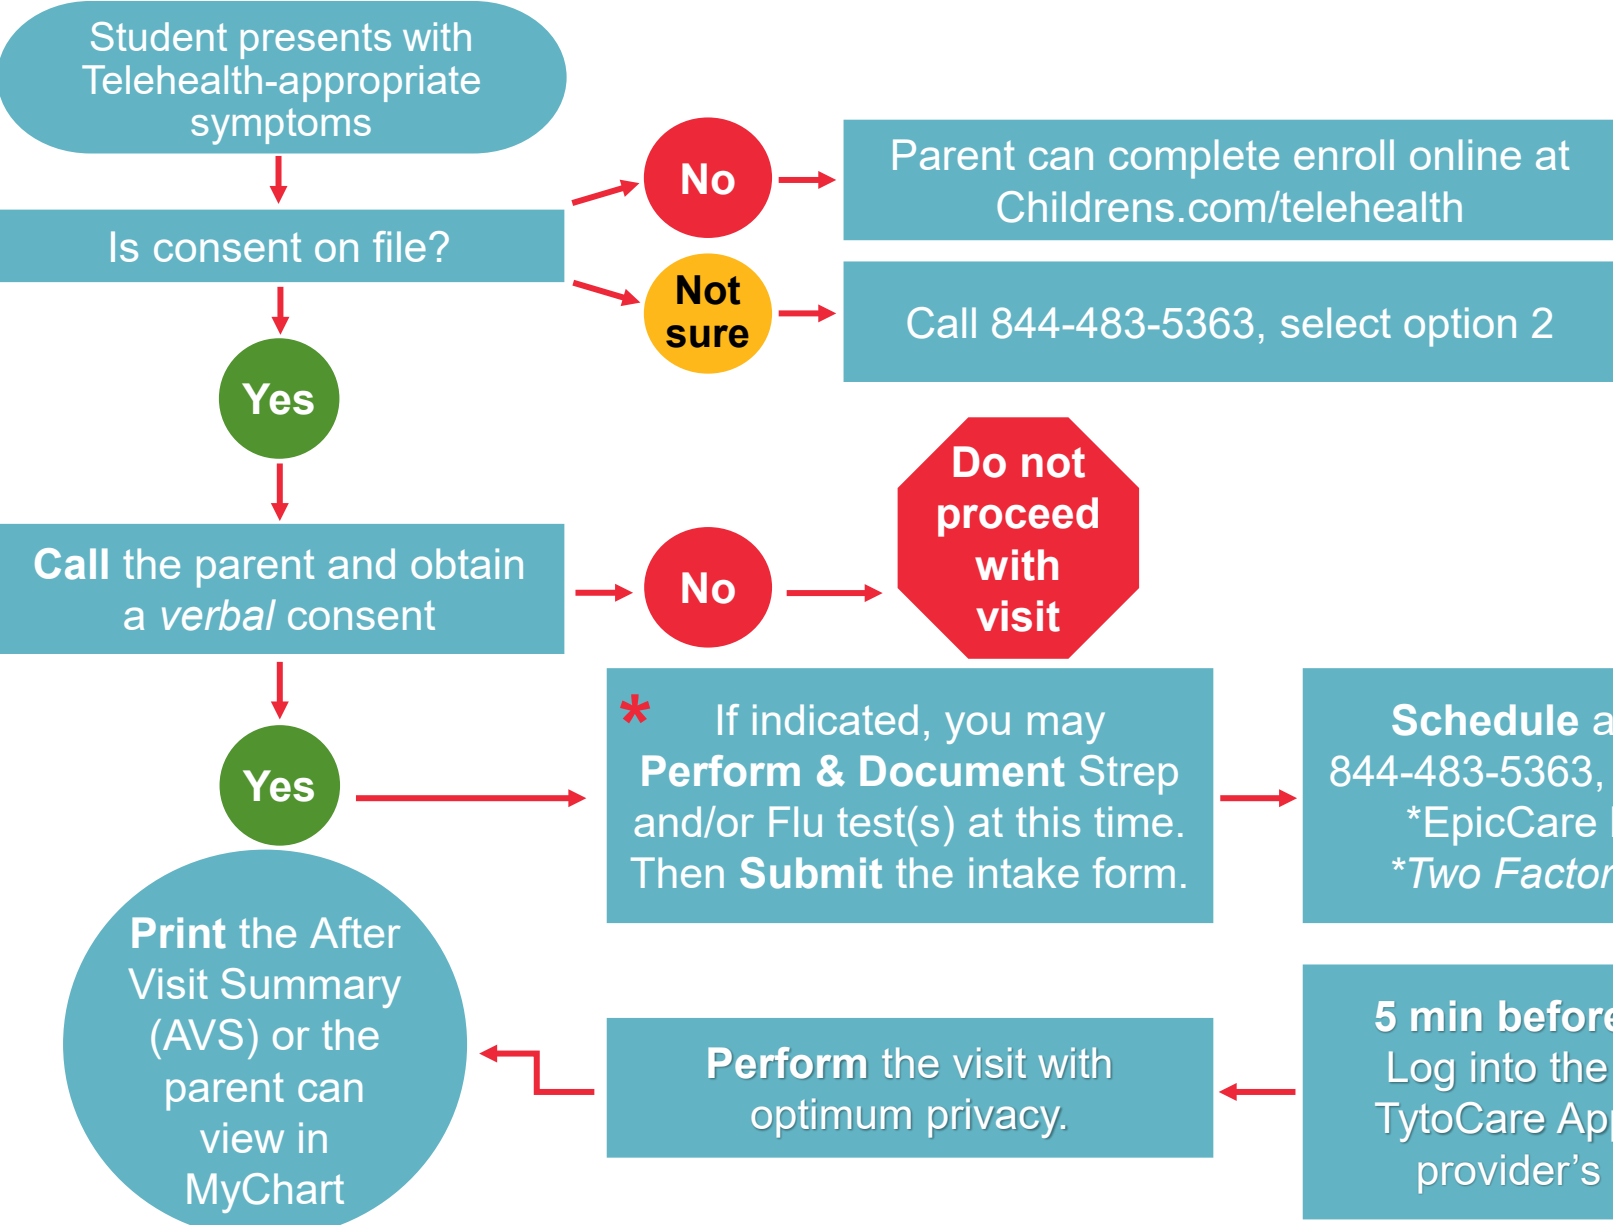 Student presents with
Telehealth-appropriate
symptoms
No
Parent can complete enroll online at
Childrens.com/telehealth
Is consent on file?
Not
sure
Call 844-483-5363, select option 2
Yes
Do not
proceed
with
visit
Call the parent and obtain
a verbal consent
No
Yes
* If indicated, you may
Perform & Document Strep
and/or Flu test(s) at this time.
Then Submit the intake form.
Schedule
844-483-5363,
*EpicCare
*Two Factor
5 min before
Log into the
TytoCare
provider's
Perform the visit with
optimum privacy.
Print the After
Visit Summary
(AVS) or the
parent can
view in
MyChart